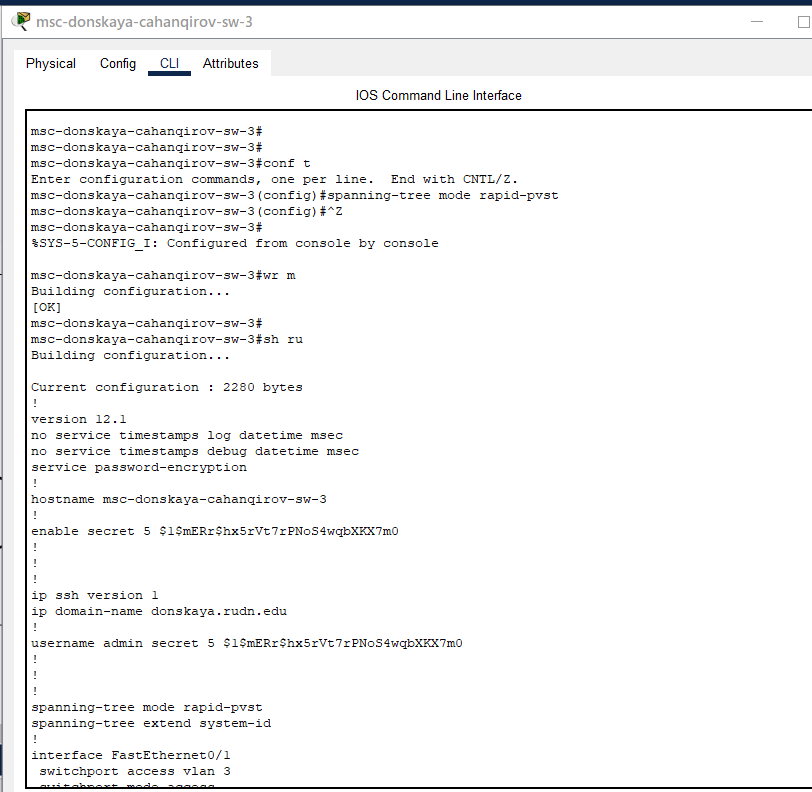 msc-donskaya-cahanqirov-sw-3
Physical Config CLI Attributes
IOS Command Line Interface
msc-donskaya-cahanqirov-sw-3#
msc-donskaya-cahanqirov-sw-3#
msc-donskaya-cahanqirov-sw-3#conf t
Enter configuration commands, one per line.  End with CNTL/Z.
msc-donskaya-cahanqirov-sw-3(config)#spanning-tree mode rapid-pvst
msc-donskaya-cahanqirov-sw-3(config)#^Z
msc-donskaya-cahanqirov-sw-3#
%SYS-5-CONFIG_I: Configured from console by console
msc-donskaya-cahanqirov-sw-3#wr m
Building configuration...
[OK]
msc-donskaya-cahanqirov-sw-3#
msc-donskaya-cahanqirov-sw-3#sh ru
Building configuration...
Current configuration : 2280 bytes
!
version 12.1
no service timestamps log datetime msec
no service timestamps debug datetime msec
service password-encryption
!
hostname msc-donskaya-cahanqirov-sw-3
!
enable secret 5 $1$mERr$hx5rVt7rPNoS4wqbXKX7m0
!
!
!
ip ssh version 1
ip domain-name donskaya.rudn.edu
!
username admin secret 5 $1$mERr$hx5rVt7rPNoS4wqbXKX7m0
!
!
!
spanning-tree mode rapid-pvst
spanning-tree extend system-id
!
interface FastEthernet0/1
 switchport access vlan 3
 switchport mode access